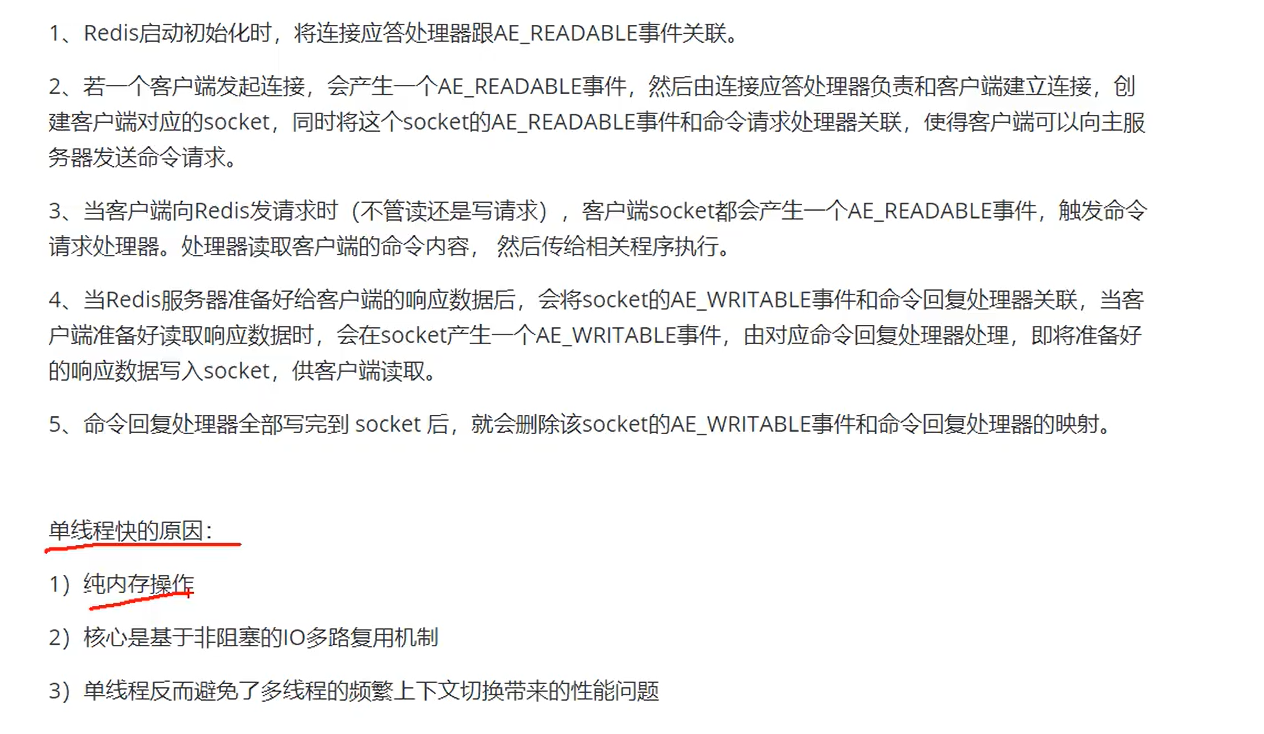 1、Redis启动初始化时，将连接应答处理器跟AE_READABLE事件关联。
2、若一个客户端发起连接，会产生一个AE_READABLE事件，然后由连接应答处理器负责和客户端建立连接，创
建客户端对应的socket，同时将这个socket的AE_READABLE事件和命令请求处理器关联，使得客户端可以向主服
务器发送命令请求。
3、当客户端向Redis发请求时（不管读还是写请求），客户端socket都会产生一个AE_READABLE事件，触发命令
请求处理器。处理器读取客户端的命令内容， 然后传给相关程序执行。
4、当Redis服务器准备好给客户端的响应数据后，会将socket的AE_WRITABLE事件和命令回复处理器关联，当客
户端准备好读取响应数据时，会在socket产生一个AE_WRITABLE事件，由对应命令回复处理器处理，即将准备好
的响应数据写入socket，供客户端读取。
5、命令回复处理器全部写完到 socket 后，就会删除该socket的AE_WRITABLE事件和命令回复处理器的映射。
单线程快的原因：
1）纯内存操作
2）核心是基于非阻塞的IO多路复用机制
3）单线程反而避免了多线程的频繁上下文切换带来的性能问题